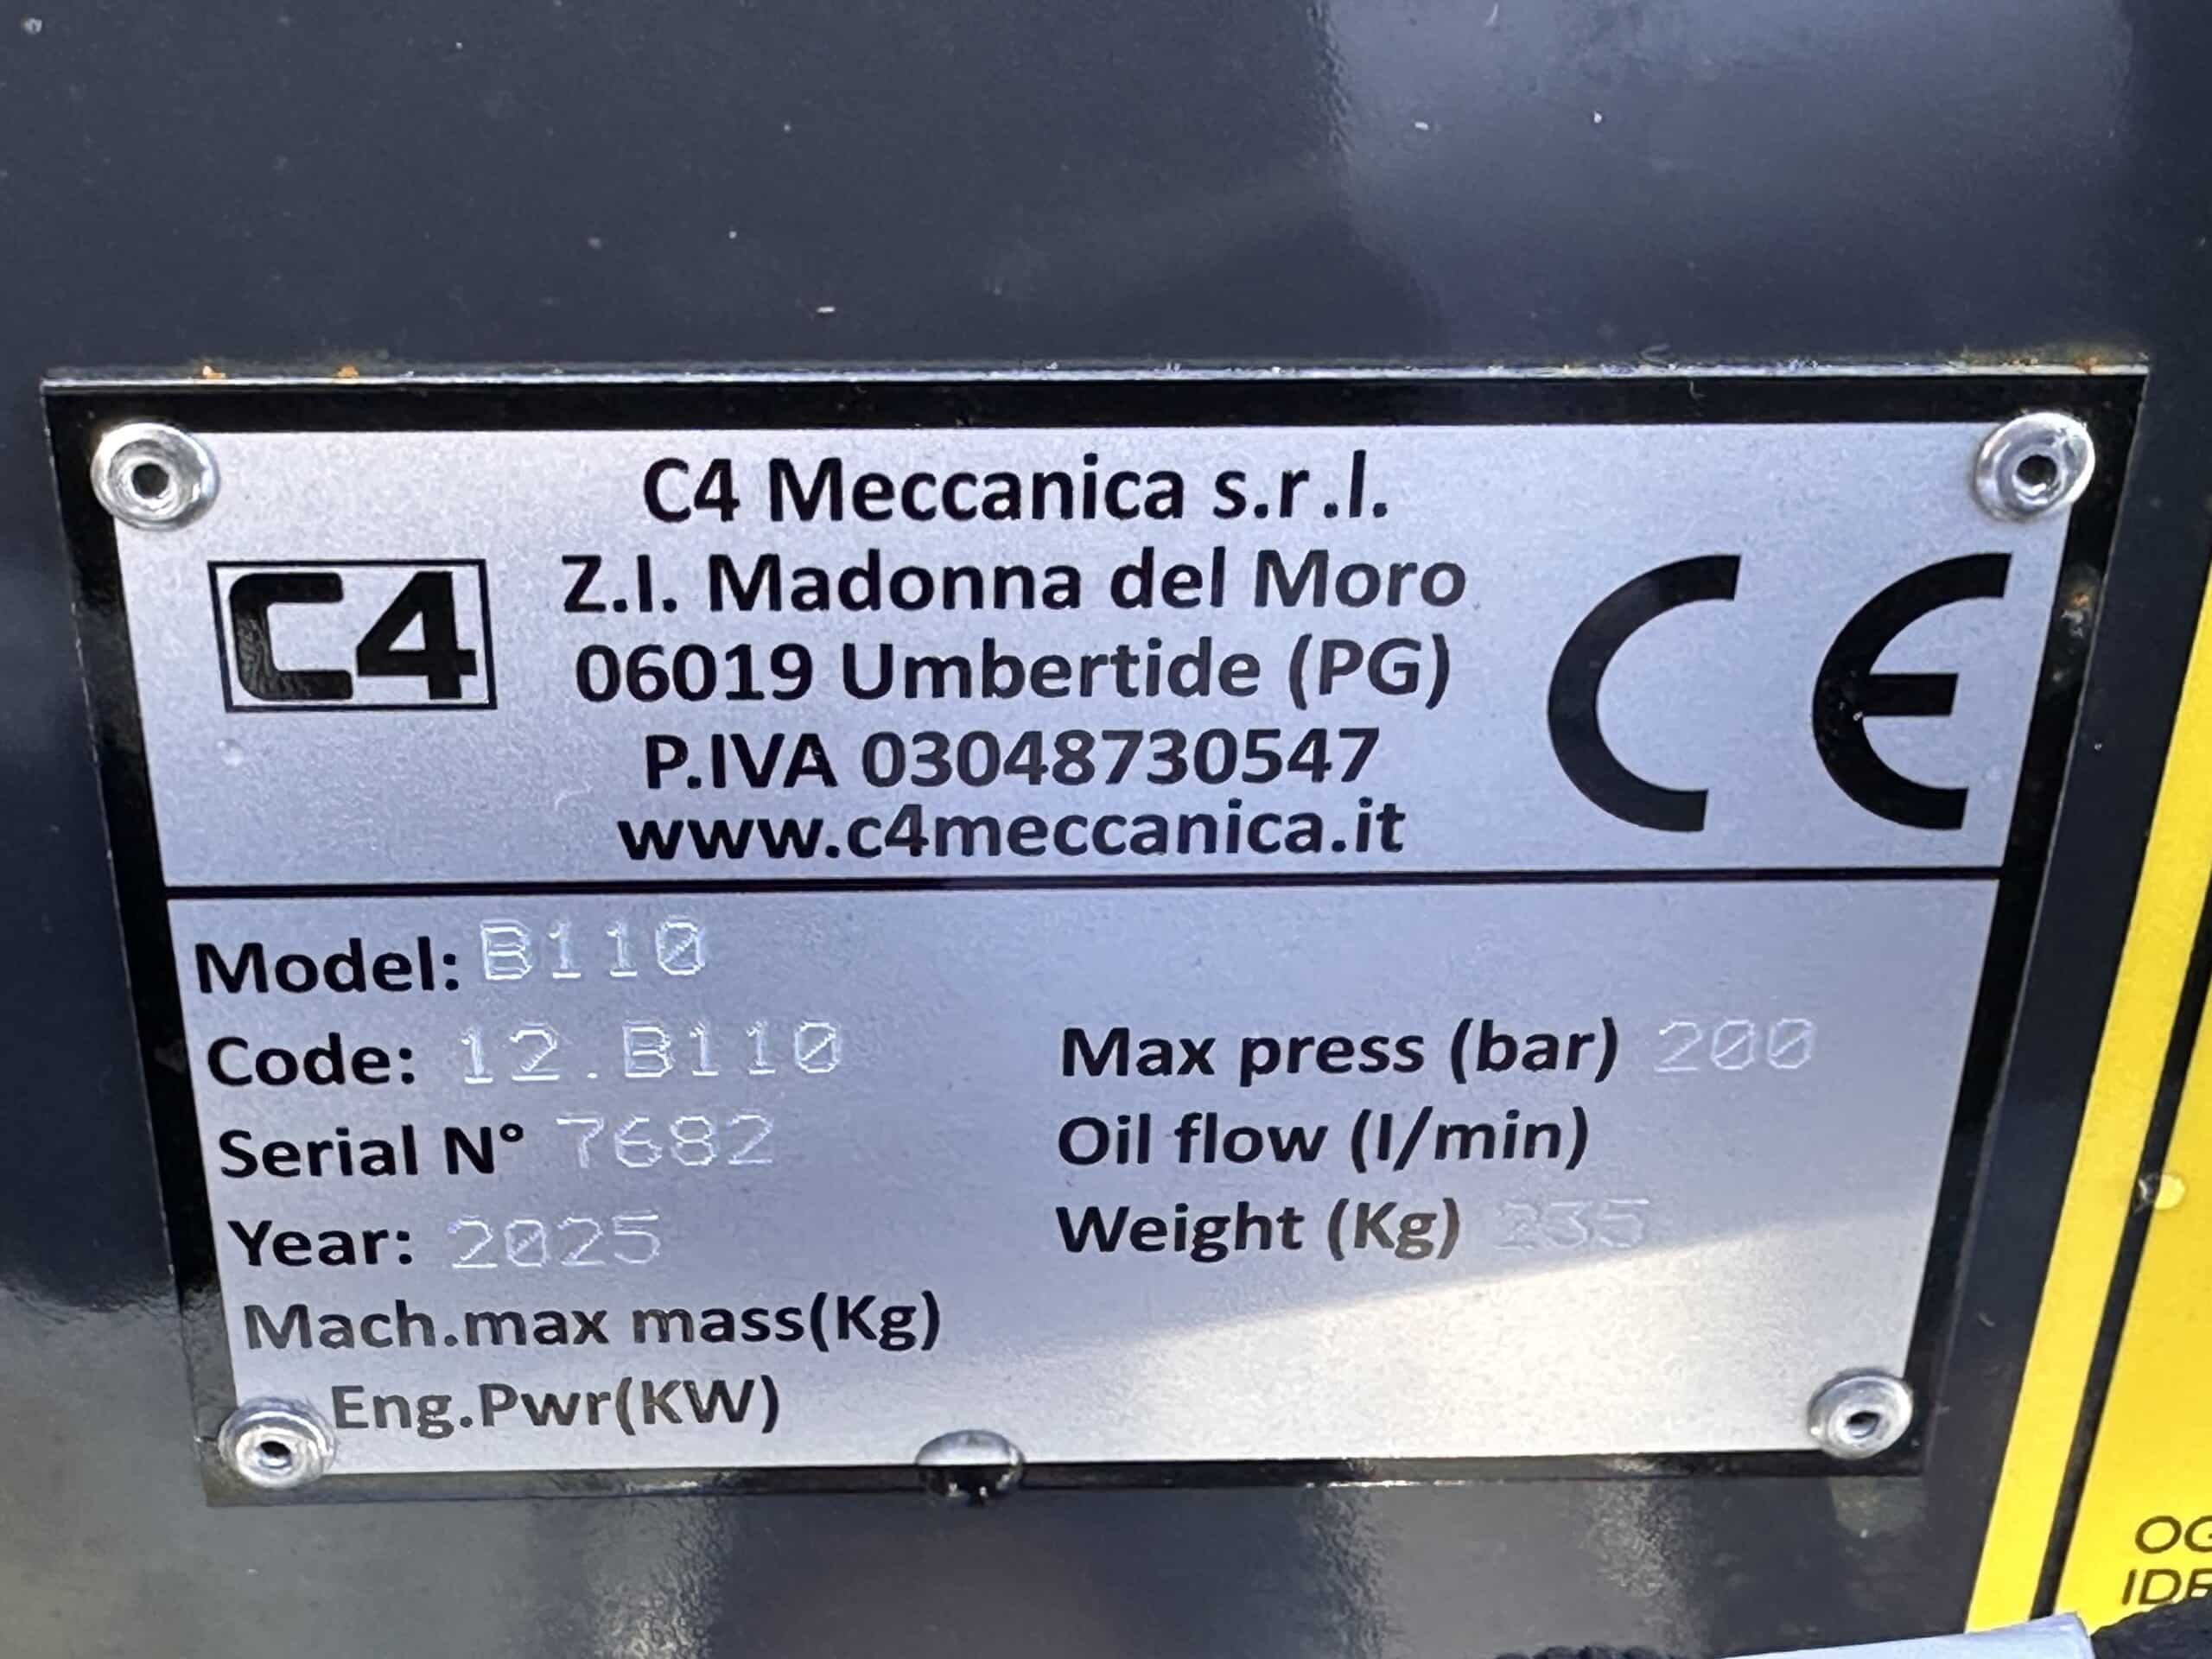 C4 Meccanica s.r.l.
Z.I. Madonna del Moro
06019 Umbertide (PG)
P.IVA 03048730547
www.c4meccanica.it
C4
CE
Model: B110
Code: 12.B110
Serial N° 7682
Year: 2025
Mach.max mass(Kg)
Eng.Pwr(KW)
Max press (bar) 200
Oil flow (l/min)
Weight (Kg) 235